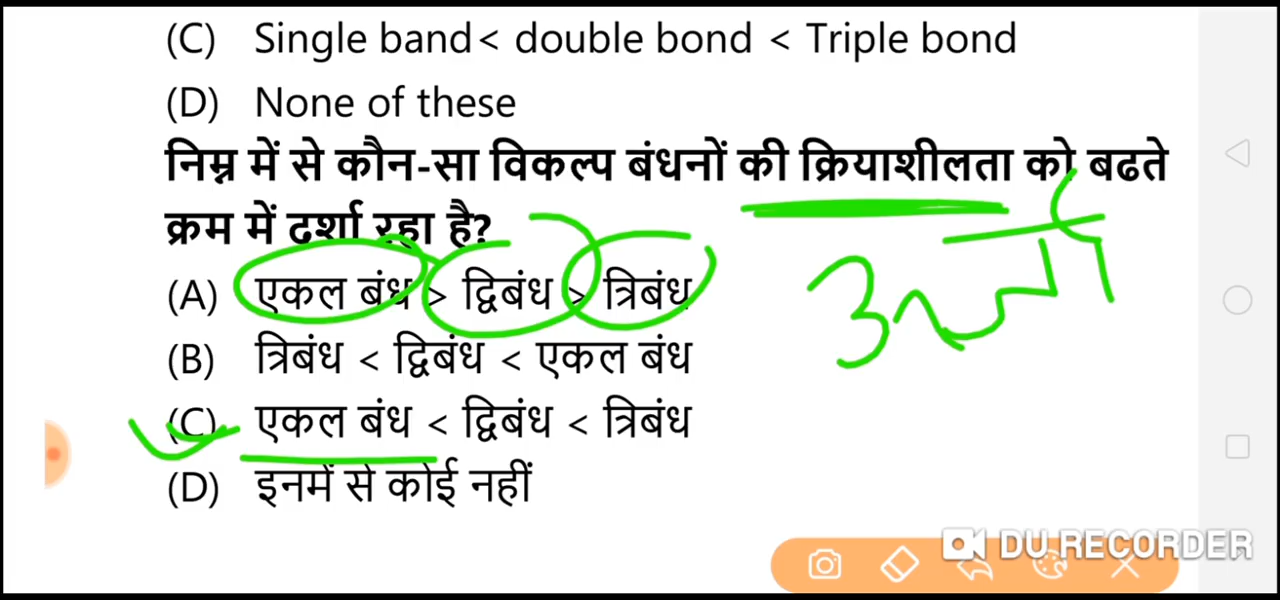 (C) Single band< double bond < Triple bond
(D) None of these
निम्न में से कौन-सा विकल्प बंधनों की क्रियाशीलता को बढते
क्रम में दर्शा रहा है?
(A) एकल बंध > द्विबंध > त्रिबंध
(B) त्रिबंध < द्विबंध < एकल बंध
(C) एकल बंध < द्विबंध < त्रिबंध
(D) इनमें से कोई नहीं
DU RECORDER